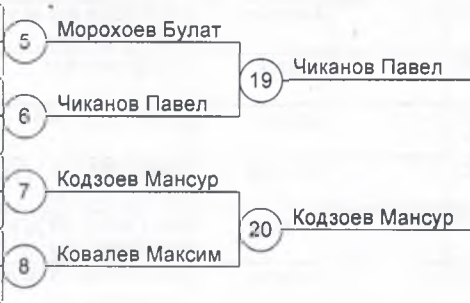 5 Морохоев Булат
19 Чиканов Павел
6 Чиканов Павел
7 Кодзоев Мансур
20 Кодзоев Мансур
8 Ковалев Максим